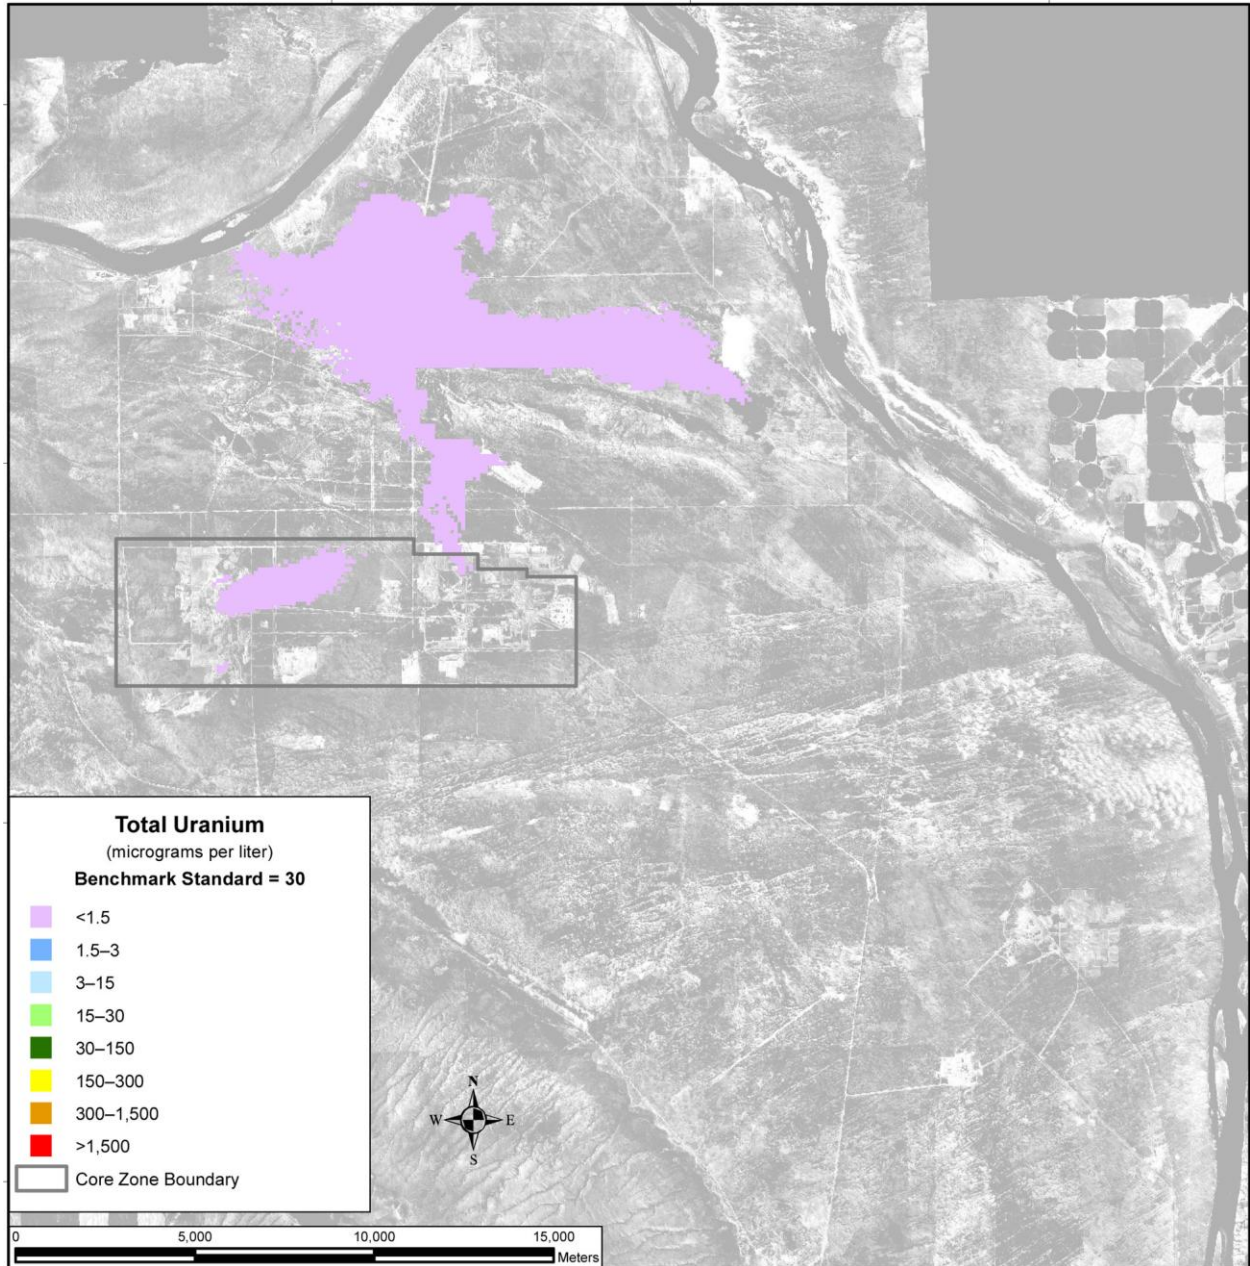 Total Uranium
(micrograms per liter)
Benchmark Standard = 30
<1.5
1.5–3
3–15
15–30
30–150
150–300
300–1,500
>1,500
Core Zone Boundary
N
W E
S
0 5,000 10,000 15,000
Meters